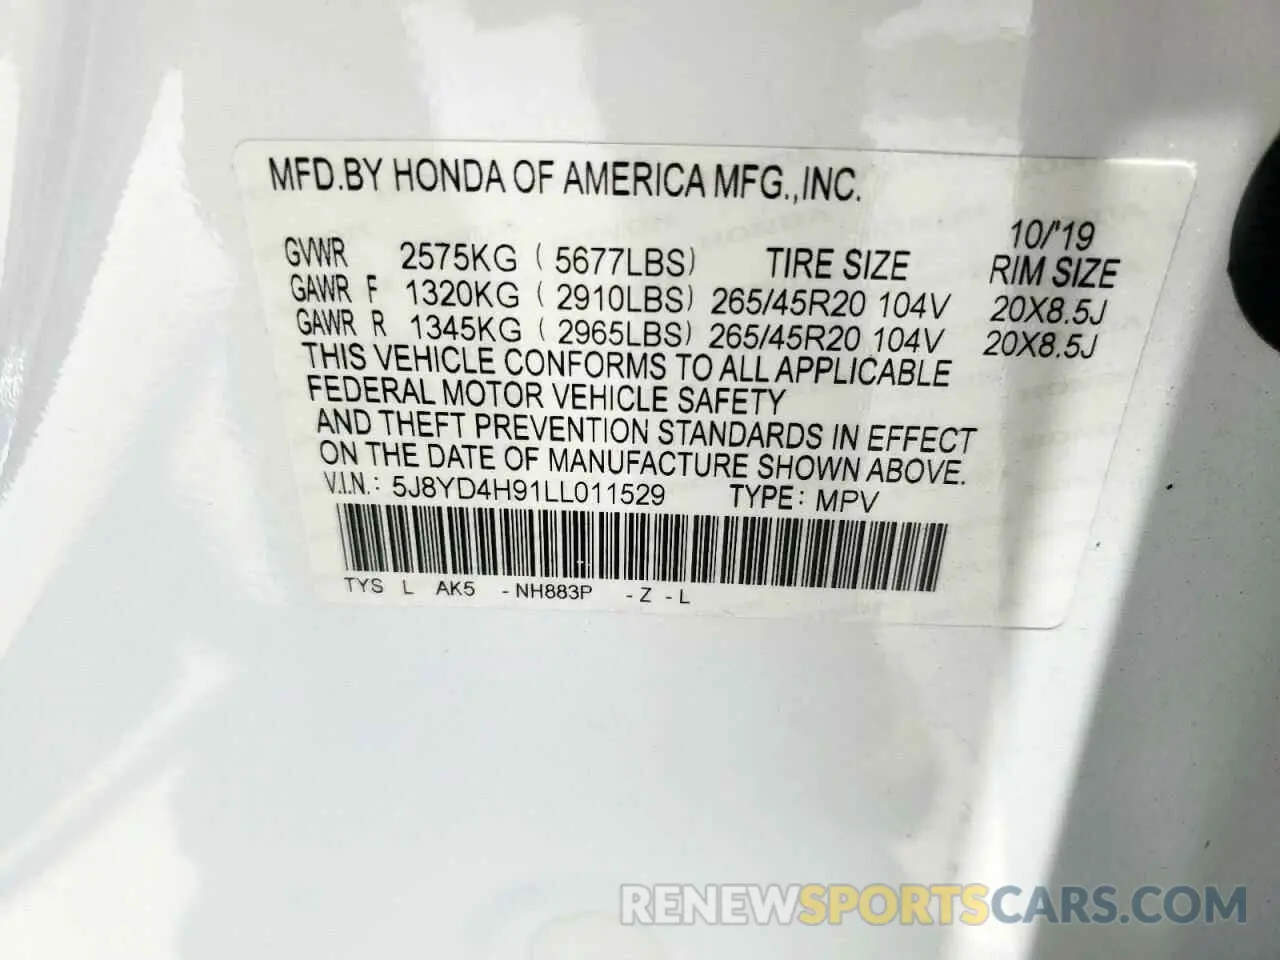 MFD.BY HONDA OF AMERICA MFG.,INC.
10/'19
GVWR 2575KG ( 5677LBS) TIRE SIZE RIM SIZE
GAWR F 1320KG ( 2910LBS) 265/45R20 104V 20X8.5J
GAWR R 1345KG ( 2965LBS) 265/45R20 104V 20X8.5J
THIS VEHICLE CONFORMS TO ALL APPLICABLE
FEDERAL MOTOR VEHICLE SAFETY
AND THEFT PREVENTION STANDARDS IN EFFECT
ON THE DATE OF MANUFACTURE SHOWN ABOVE.
V.I.N.: 5J8YD4H91LL011529 TYPE: MPV
TYS L AK5 -NH883P -Z -L
RENEWSPORTSCARS.COM